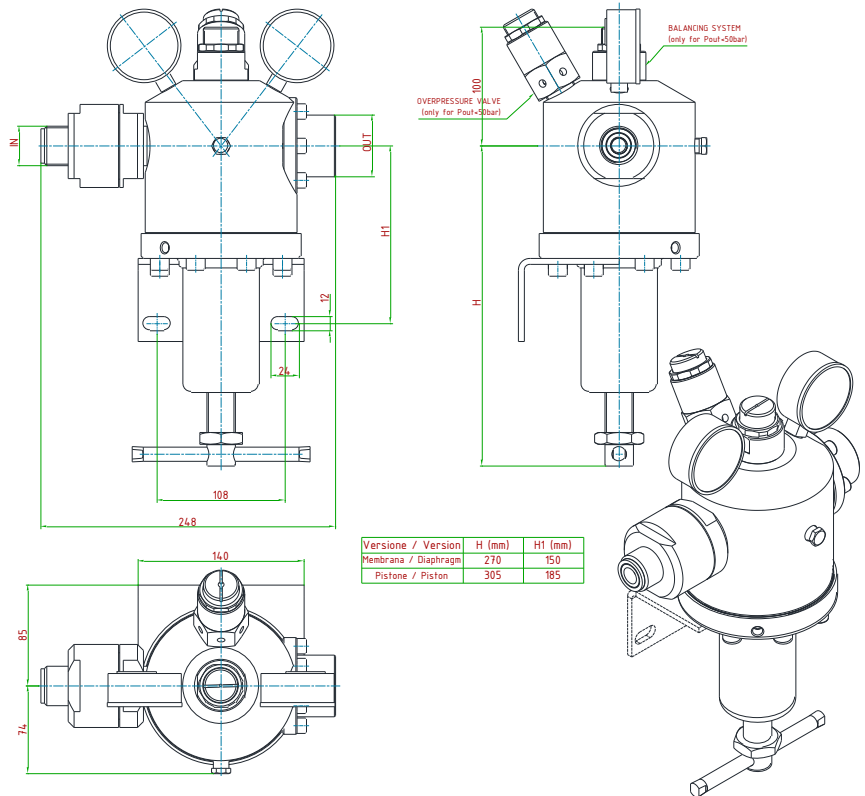 BALANCING SYSTEM
(only for Pout=50bar)
OVERPRESSURE VALVE
(only for Pout=50bar)
100
IN
OUT
H1
H
12
24
108
248
140
85
74
Versione / Version H (mm) H1 (mm)
Membrana / Diaphragm 270 150
Pistone / Piston 305 185